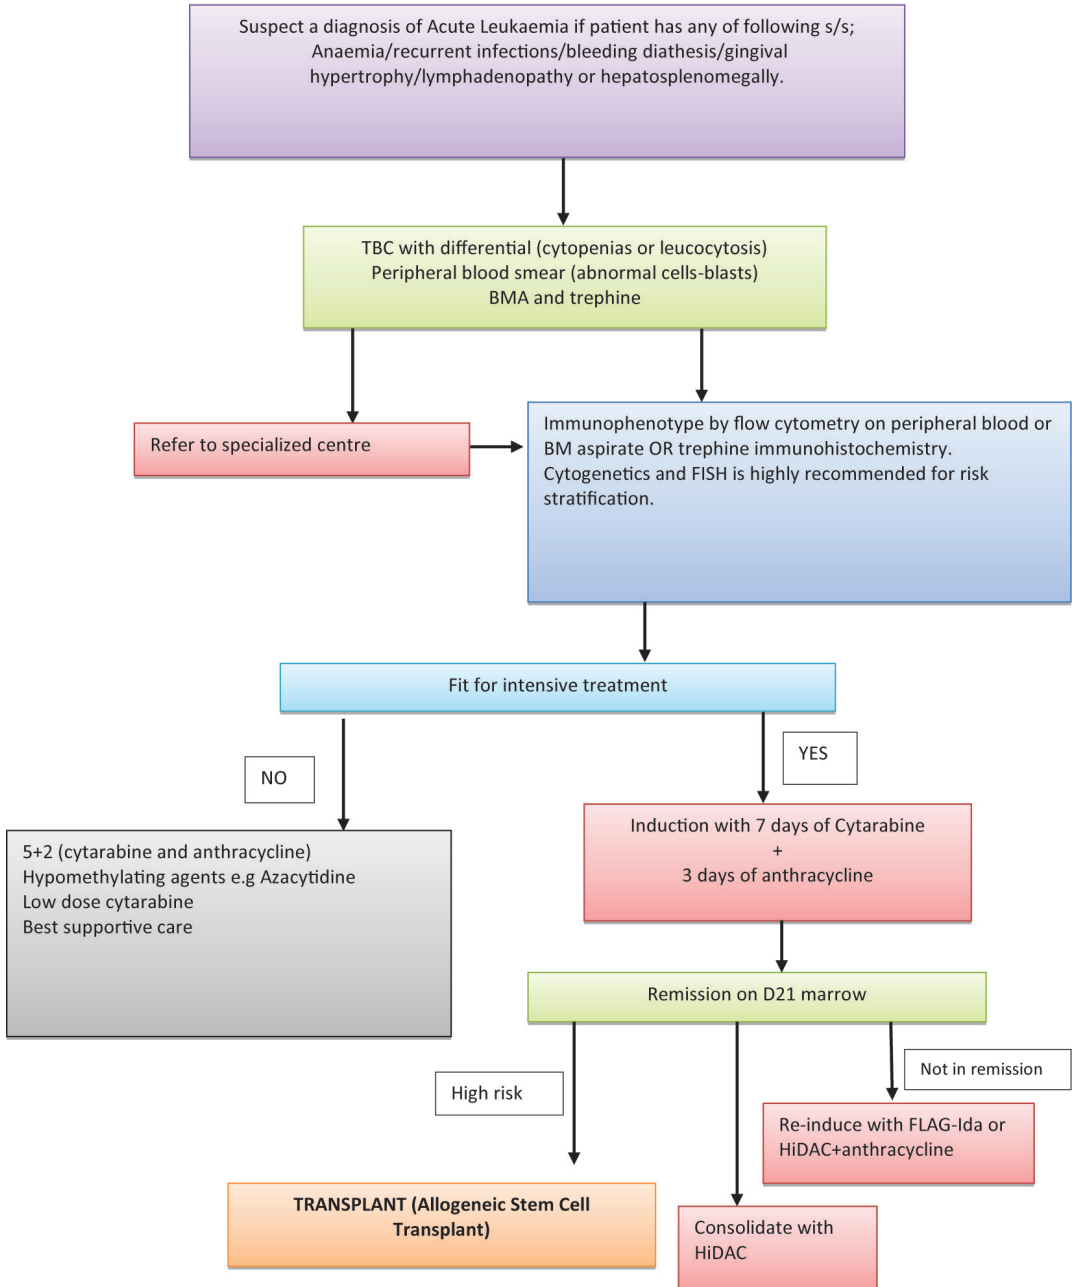 Suspect a diagnosis of Acute Leukaemia if patient has any of following s/s;
Anaemia/recurrent infections/bleeding diathesis/gingival
hypertrophy/lymphadenopathy or hepatosplenomegally.
TBC with differential (cytopenias or leucocytosis)
Peripheral blood smear (abnormal cells-blasts)
BMA and trephine
Refer to specialized centre
Immunophenotype by flow cytometry on peripheral blood or
BM aspirate OR trephine immunohistochemistry.
Cytogenetics and FISH is highly recommended for risk
stratification.
Fit for intensive treatment
NO
YES
5+2 (cytarabine and anthracycline)
Hypomethylating agents e.g Azacytidine
Low dose cytarabine
Best supportive care
Induction with 7 days of Cytarabine
+
3 days of anthracycline
Remission on D21 marrow
High risk
Not in remission
Re-induce with FLAG-Ida or
HiDAC+anthracycline
TRANSPLANT (Allogeneic Stem Cell
Transplant)
Consolidate with
HiDAC